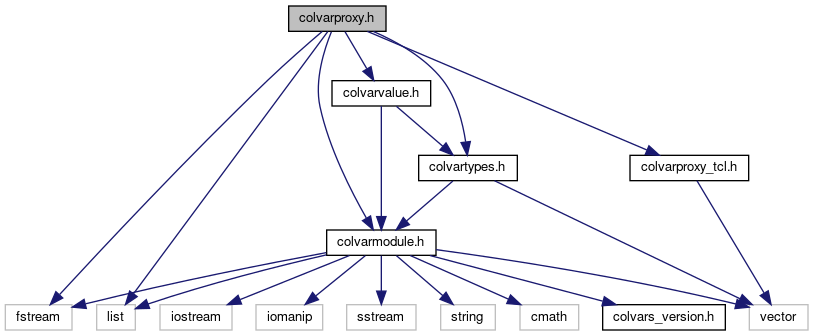 colvarproxy.h
colvarvalue.h
colvartypes.h
colvarproxy_tcl.h
colvarmodule.h
fstream
list
iostream
iomanip
sstream
string
cmath
colvars_version.h
vector